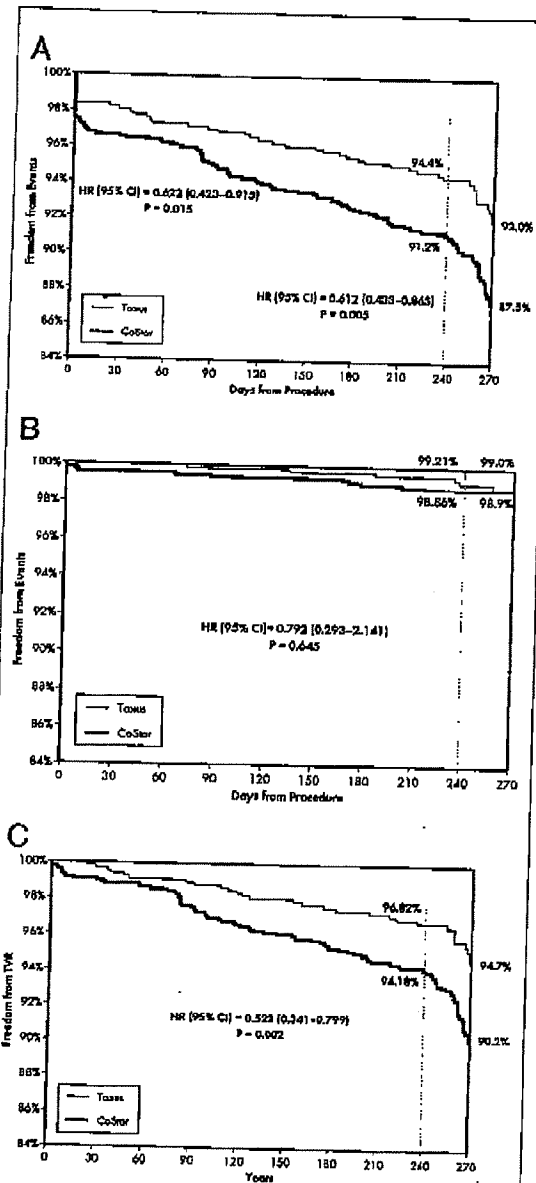 A
100%
98%
96%
94%
92%
90%
88%
86%
84%
Freedom from Events
94.4%
92.0%
91.2%
87.5%
HR (95% CI) = 0.622 (0.423–0.915)
P = 0.015
HR (95% CI) = 0.612 (0.433–0.865)
P = 0.005
Taxus
CoStar
0 30 60 90 120 150 180 210 240 270
Days from Procedure
B
100%
98%
96%
94%
92%
90%
88%
86%
84%
Freedom from Events
99.21% 99.0%
98.86% 98.9%
HR (95% CI)= 0.792 (0.293–2.141)
P = 0.645
Taxus
CoStar
0 30 60 90 120 150 180 210 240 270
Days from Procedure
C
100%
98%
96%
94%
92%
90%
88%
86%
84%
Freedom from TVR
96.82%
94.7%
94.18%
90.2%
HR (95% CI) = 0.522 (0.341–0.799)
P = 0.002
Taxus
CoStar
0 30 60 90 120 150 180 210 240 270
Years